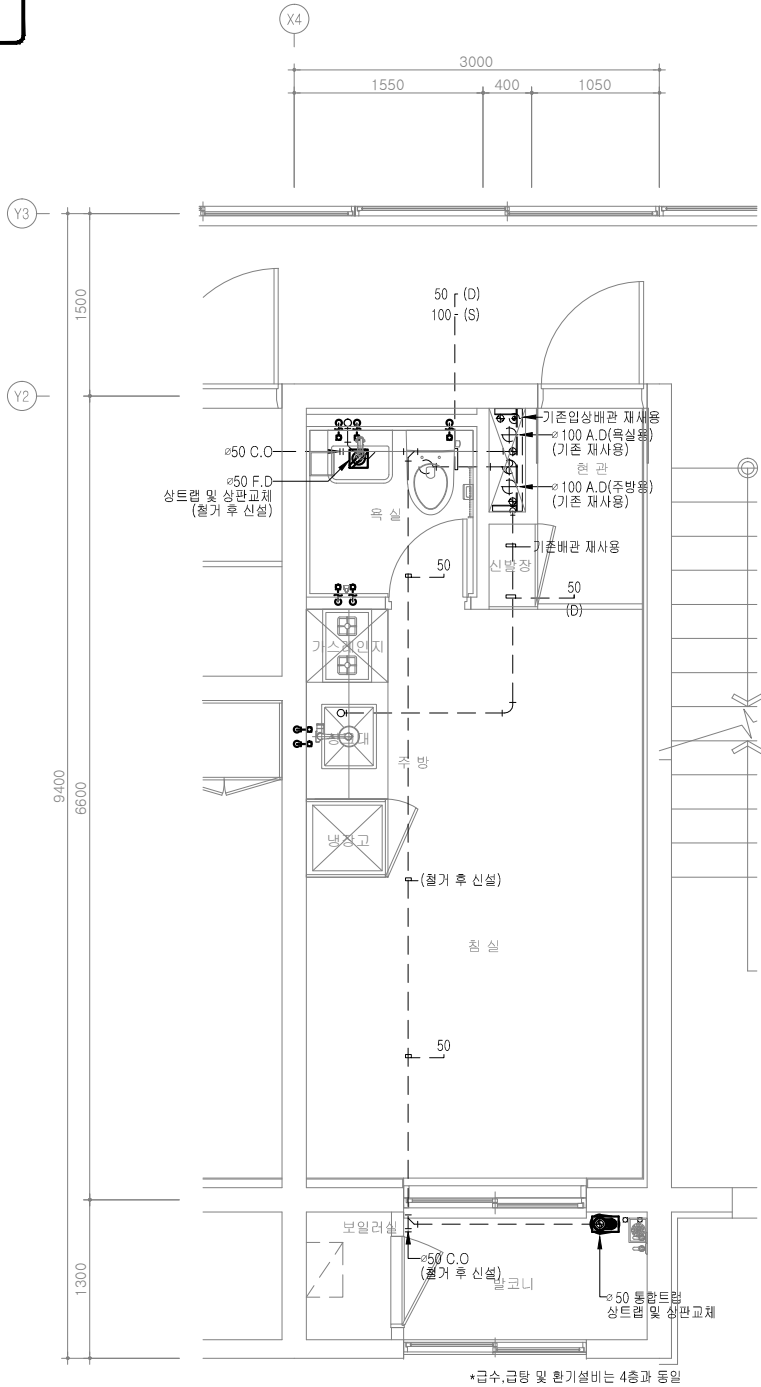 X4
3000
1550
400
1050
Y3
1500
50 (D)
100 (S)
Y2
기존입상배관 재사용
⌀50 C.O
⌀100 A.D(욕실용)
(기존 재사용)
현 관
⌀50 F.D
상트랩 및 상판교체
(철거 후 신설)
⌀100 A.D(주방용)
(기존 재사용)
욕 실
기존배관 재사용
신발장
50
50
(D)
가스레인지
주 방
9400
6600
냉장고
(철거 후 신설)
침 실
50
보일러실
⌀50 C.O
(철거 후 신설)
발코니
1300
⌀50 통합트랩
상트랩 및 상판교체
*급수,급탕 및 환기설비는 4층과 동일